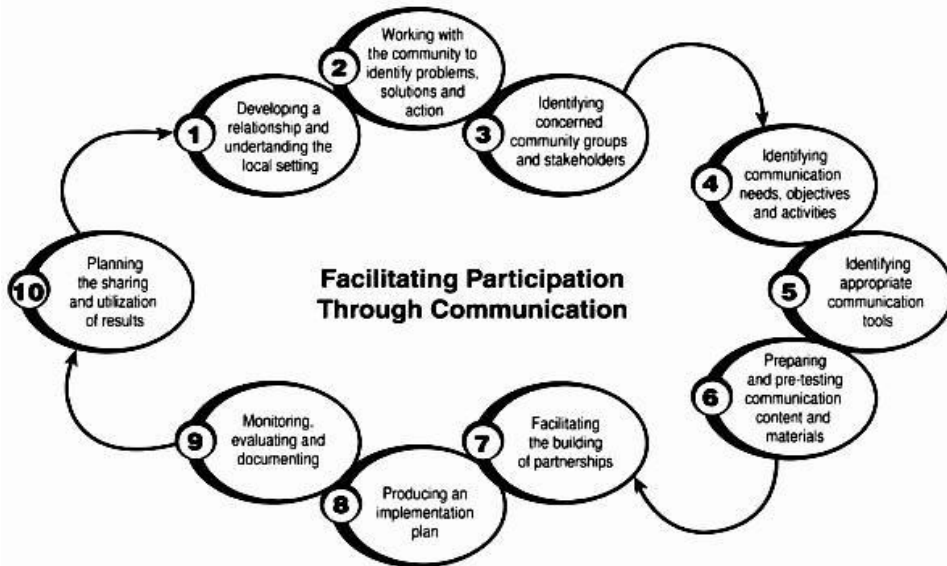 1
Developing a
relationship and
undertanding the
local setting
2
Working with
the community to
identify problems,
solutions and
action
3
Identifying
concerned
community groups
and stakeholders
4
Identifying
communication
needs, objectives
and activities
5
Identifying
appropriate
communication
tools
6
Preparing
and pre-testing
communication
content and
materials
7
Facilitating
the building
of partnerships
8
Producing an
implementation
plan
9
Monitoring,
evaluating and
documenting
10
Planning
the sharing
and utilization
of results
Facilitating Participation
Through Communication